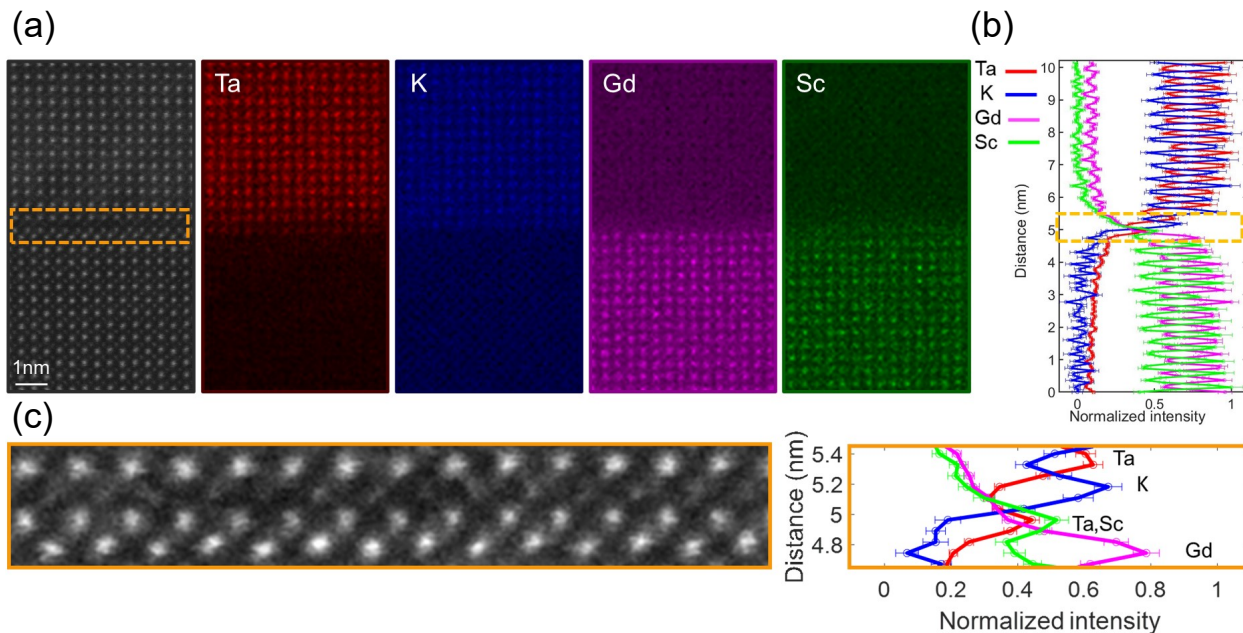 (a)
Ta
K
Gd
Sc
1nm
(b)
Ta
K
Gd
Sc
10
9
8
7
6
5
4
3
2
1
0
Distance (nm)
0
0.5
1
Normalized intensity
(c)
5.4
5.2
5
4.8
Distance (nm)
Ta
K
Ta,Sc
Gd
0
0.2
0.4
0.6
0.8
1
Normalized intensity